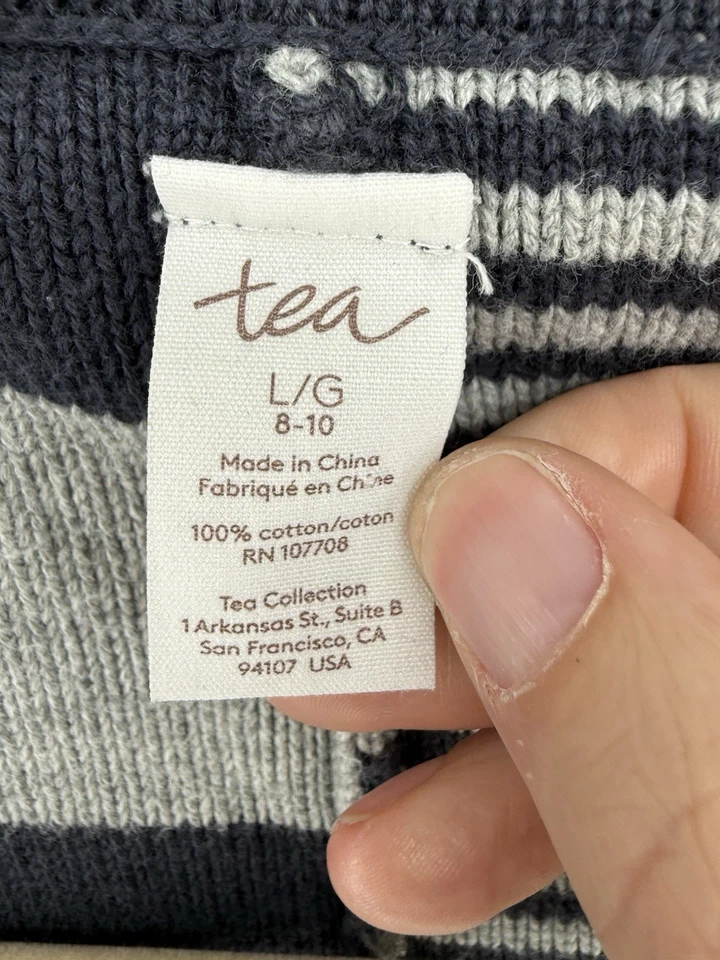 tea
L/G
8-10
Made in China
Fabriqué en Chine
100% cotton/coton
RN 107708
Tea Collection
1 Arkansas St., Suite B
San Francisco, CA
94107 USA